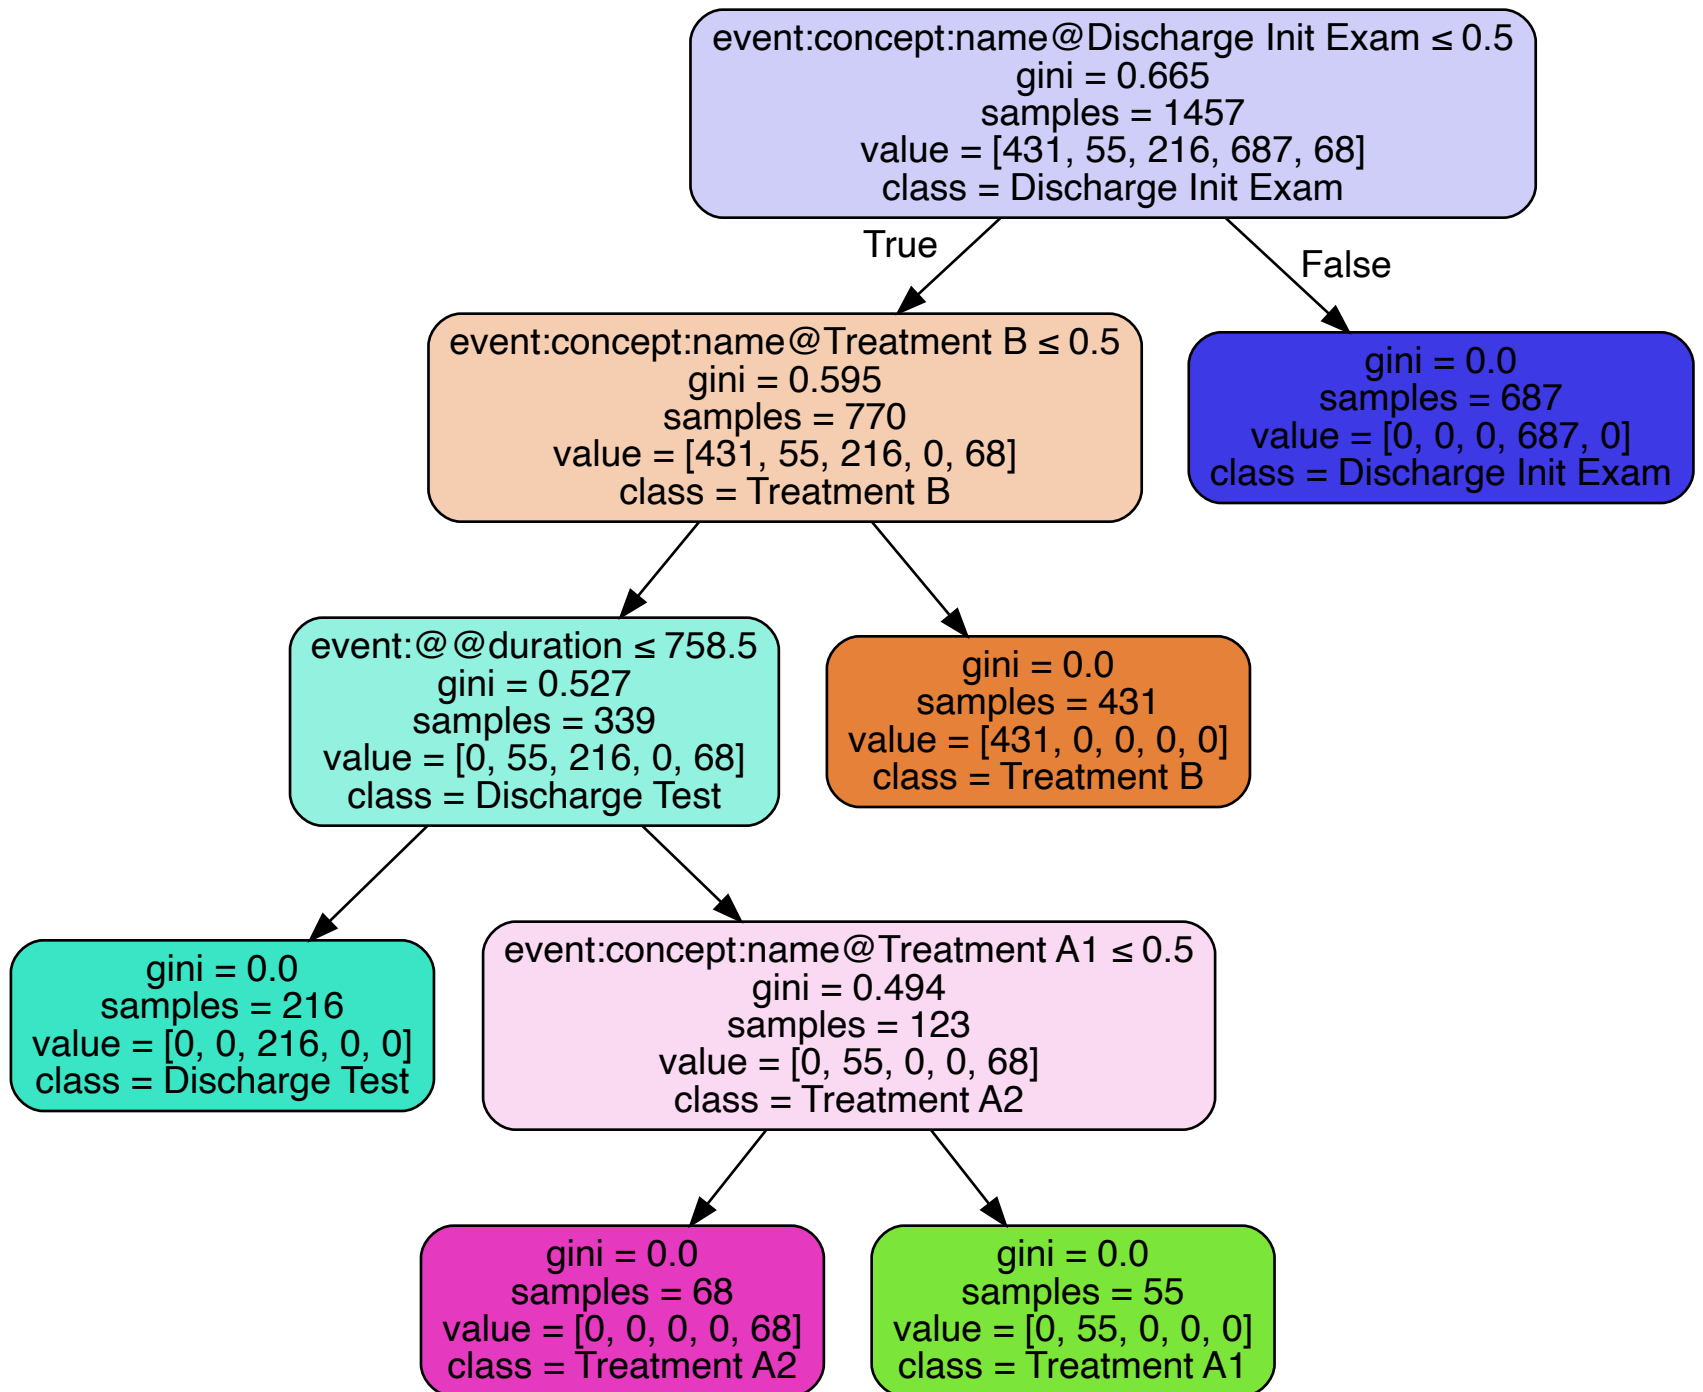 event:concept:name@Discharge Init Exam ≤ 0.5
gini = 0.665
samples = 1457
value = [431, 55, 216, 687, 68]
class = Discharge Init Exam
True
False
event:concept:name@Treatment B ≤ 0.5
gini = 0.595
samples = 770
value = [431, 55, 216, 0, 68]
class = Treatment B
gini = 0.0
samples = 687
value = [0, 0, 0, 687, 0]
class = Discharge Init Exam
event:@@duration ≤ 758.5
gini = 0.527
samples = 339
value = [0, 55, 216, 0, 68]
class = Discharge Test
gini = 0.0
samples = 431
value = [431, 0, 0, 0, 0]
class = Treatment B
gini = 0.0
samples = 216
value = [0, 0, 216, 0, 0]
class = Discharge Test
event:concept:name@Treatment A1 ≤ 0.5
gini = 0.494
samples = 123
value = [0, 55, 0, 0, 68]
class = Treatment A2
gini = 0.0
samples = 68
value = [0, 0, 0, 0, 68]
class = Treatment A2
gini = 0.0
samples = 55
value = [0, 55, 0, 0, 0]
class = Treatment A1